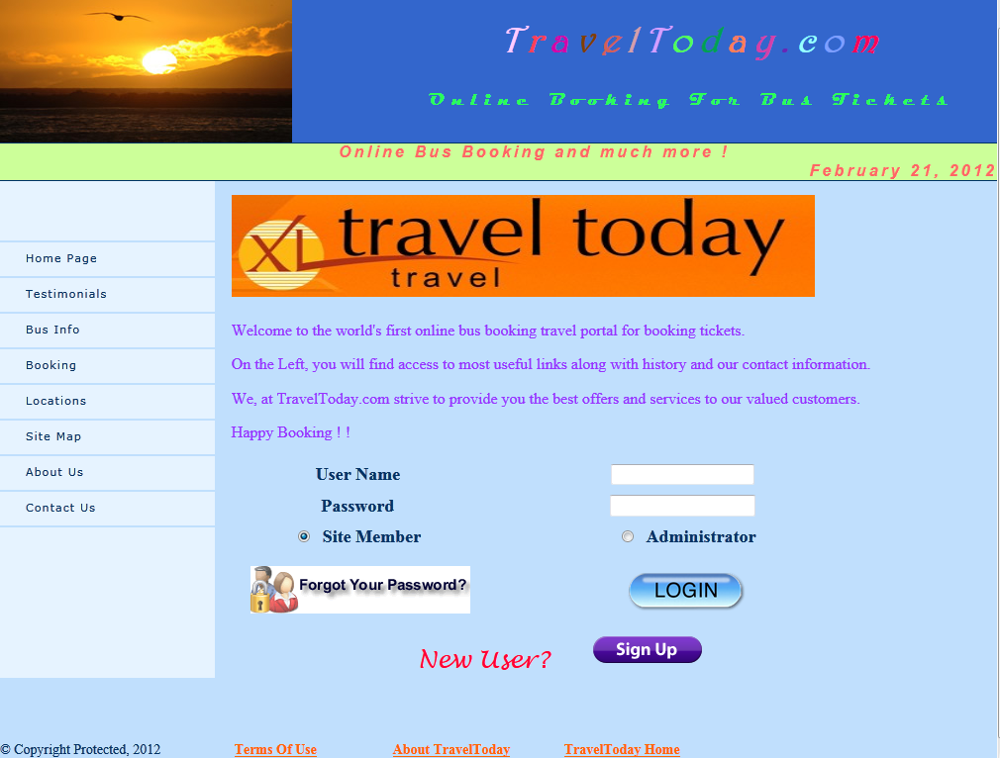 TravelToday.com
Online Booking For Bus Tickets
Online Bus Booking and much more !
February 21, 2012
XL travel today
travel
Home Page
Testimonials
Bus Info
Booking
Locations
Site Map
About Us
Contact Us
Welcome to the world's first online bus booking travel portal for booking tickets.
On the Left, you will find access to most useful links along with history and our contact information.
We, at TravelToday.com strive to provide you the best offers and services to our valued customers.
Happy Booking ! !
User Name
Password
Site Member Administrator
Forgot Your Password? LOGIN
New User? Sign Up
© Copyright Protected, 2012 Terms Of Use About TravelToday TravelToday Home